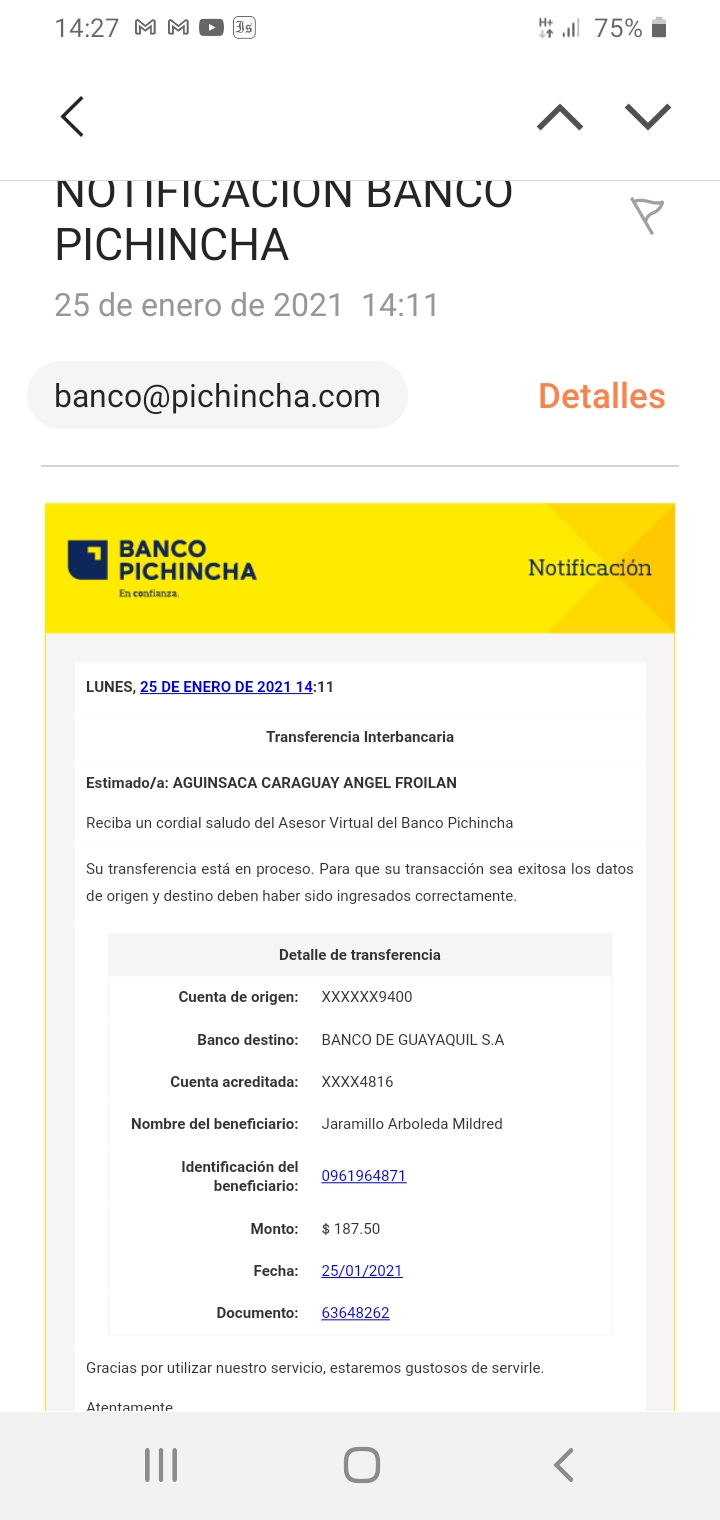 14:27
H+
75%
NOTIFICACION BANCO
PICHINCHA
25 de enero de 2021 14:11
banco@pichincha.com
Detalles
BANCO
PICHINCHA
En confianza.
Notificación
LUNES, 25 DE ENERO DE 2021 14:11
Transferencia Interbancaria
Estimado/a: AGUINSACA CARAGUAY ANGEL FROILAN
Reciba un cordial saludo del Asesor Virtual del Banco Pichincha
Su transferencia está en proceso. Para que su transacción sea exitosa los datos
de origen y destino deben haber sido ingresados correctamente.
Detalle de transferencia
Cuenta de origen: XXXXXX9400
Banco destino: BANCO DE GUAYAQUIL S.A
Cuenta acreditada: XXXX4816
Nombre del beneficiario: Jaramillo Arboleda Mildred
Identificación del
beneficiario: 0961964871
Monto: $ 187.50
Fecha: 25/01/2021
Documento: 63648262
Gracias por utilizar nuestro servicio, estaremos gustosos de servirle.
Atentamente